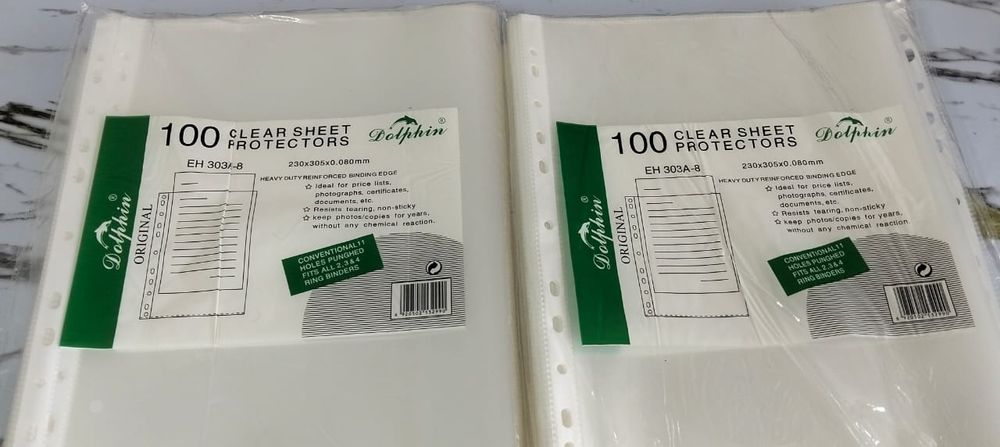 100 CLEAR SHEET
PROTECTORS
Dolphin ®
EH 303A-8
230x305x0.080mm
HEAVY DUTY REINFORCED BINDING EDGE
☆ Ideal for price lists,
photographs, certificates,
documents, etc.
☆ Resists tearing, non-sticky
☆ keep photos/copies for years,
without any chemical reaction
Dolphin ®
ORIGINAL
CONVENTIONAL 11
HOLES PUNGHED
FITS ALL 2,3 & 4
RING BINDERS
100 CLEAR SHEET
PROTECTORS
Dolphin ®
EH 303A-8
230x305x0.080mm
HEAVY DUTY REINFORCED BINDING EDGE
☆ Ideal for price lists,
photographs, certificates,
documents, etc.
☆ Resists tearing, non-sticky
☆ keep photos/copies for years,
without any chemical reaction
Dolphin ®
ORIGINAL
CONVENTIONAL 11
HOLES PUNGHED
FITS ALL 2,3 & 4
RING BINDERS